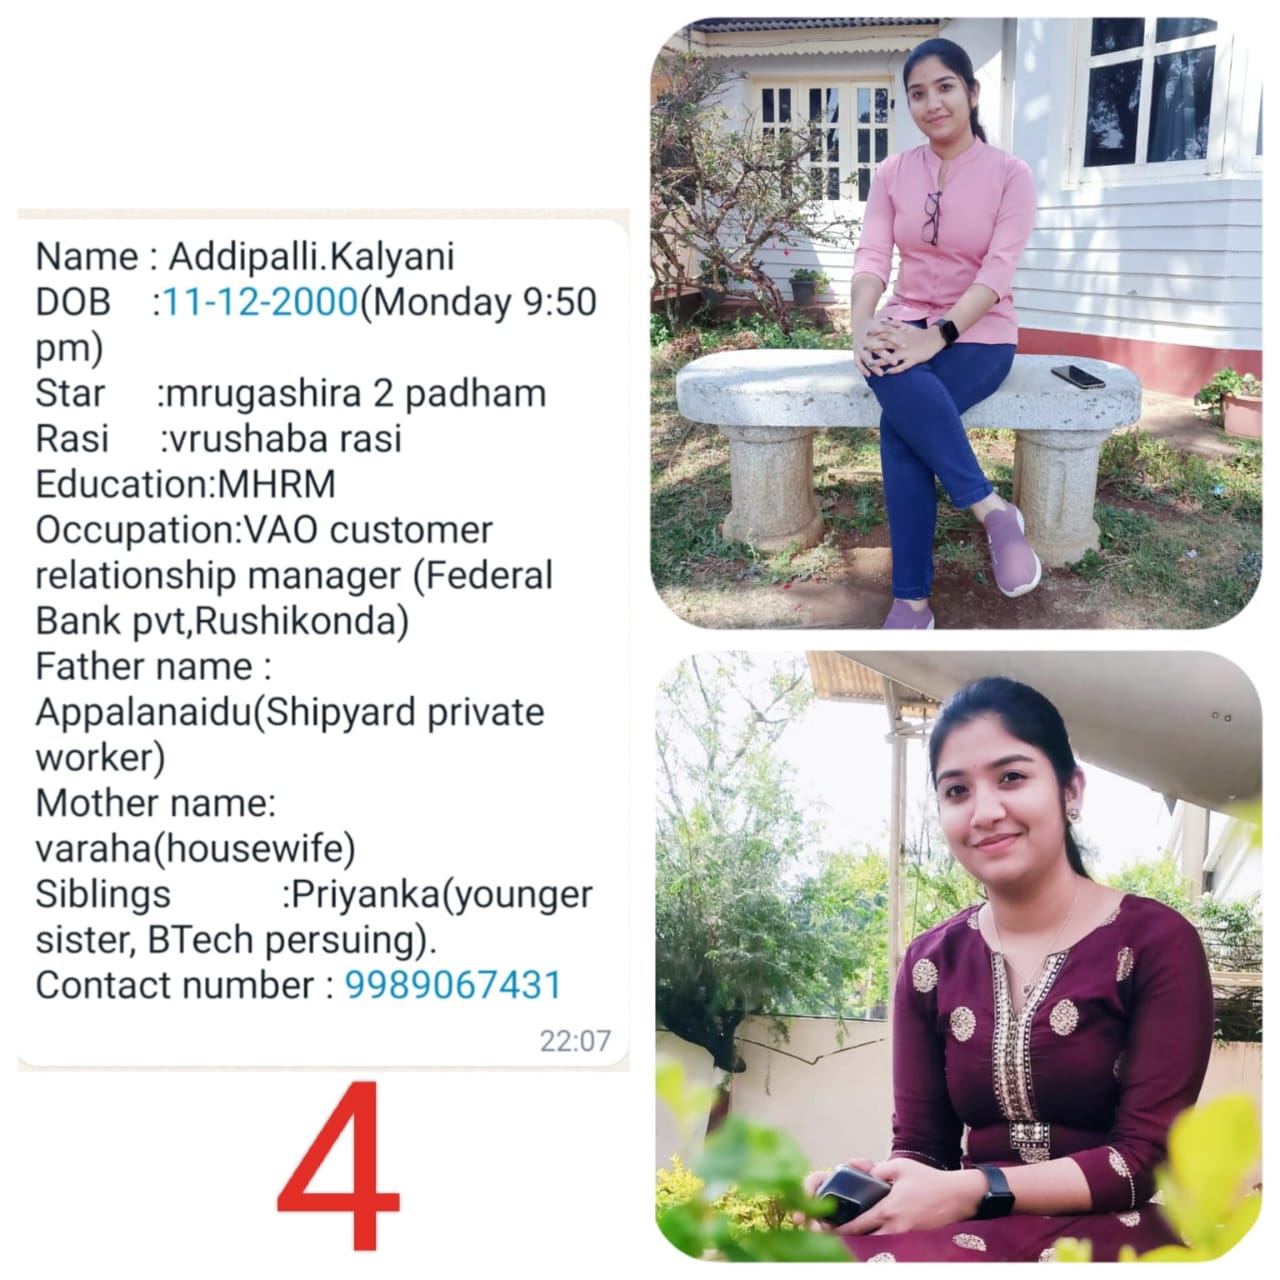 Name : Addipalli.Kalyani
DOB :11-12-2000(Monday 9:50
pm)
Star :mrugashira 2 padham
Rasi :vrushaba rasi
Education:MHRM
Occupation:VAO customer
relationship manager (Federal
Bank pvt,Rushikonda)
Father name :
Appalanaidu(Shipyard private
worker)
Mother name:
varaha(housewife)
Siblings :Priyanka(younger
sister, BTech persuing).
Contact number : 9989067431
22:07
4